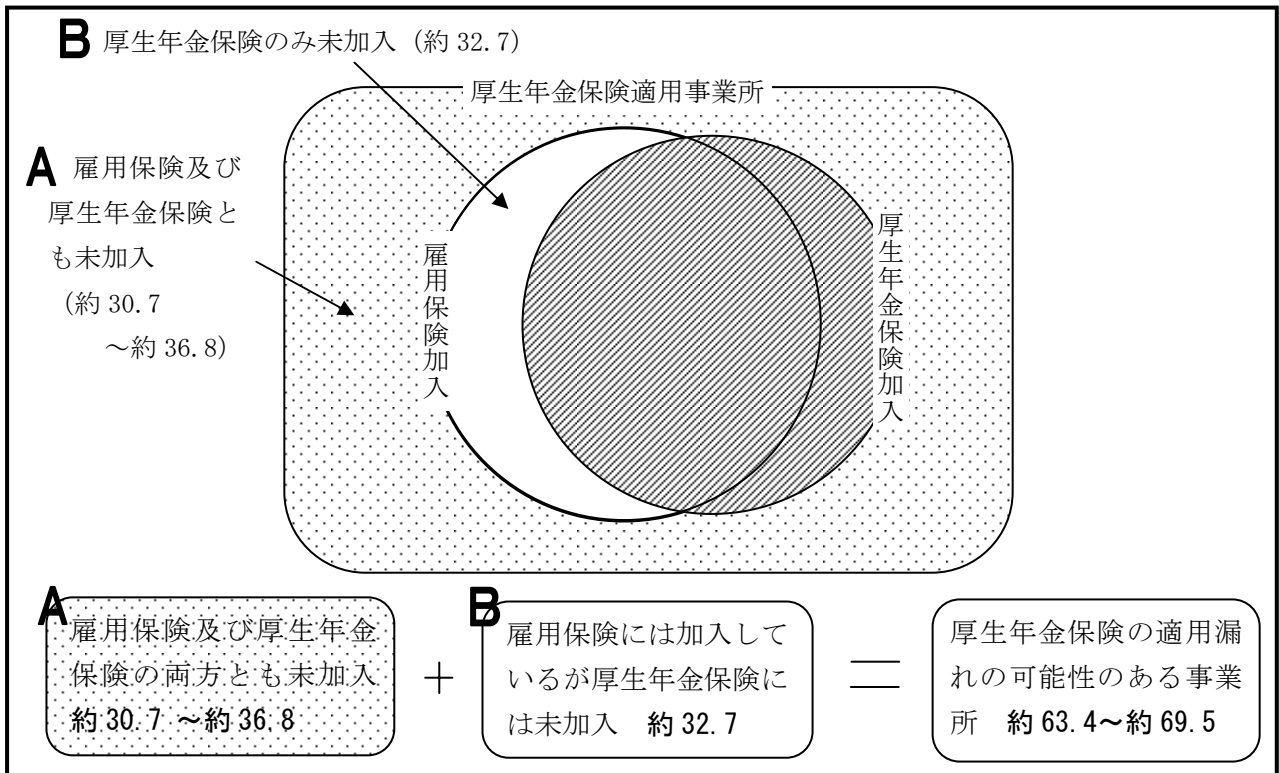 B 厚生年金保険のみ未加入（約 32.7）
厚生年金保険適用事業所
A 雇用保険及び
厚生年金保険と
も未加入
（約 30.7
～約 36.8）
雇用保険加入
厚生年金保険加入
A
雇用保険及び厚生年金
保険の両方とも未加入
約 30.7 ～約 36.8
＋
B
雇用保険には加入して
いるが厚生年金保険に
は未加入 約 32.7
＝
厚生年金保険の適用漏
れの可能性のある事業
所 約 63.4～約 69.5